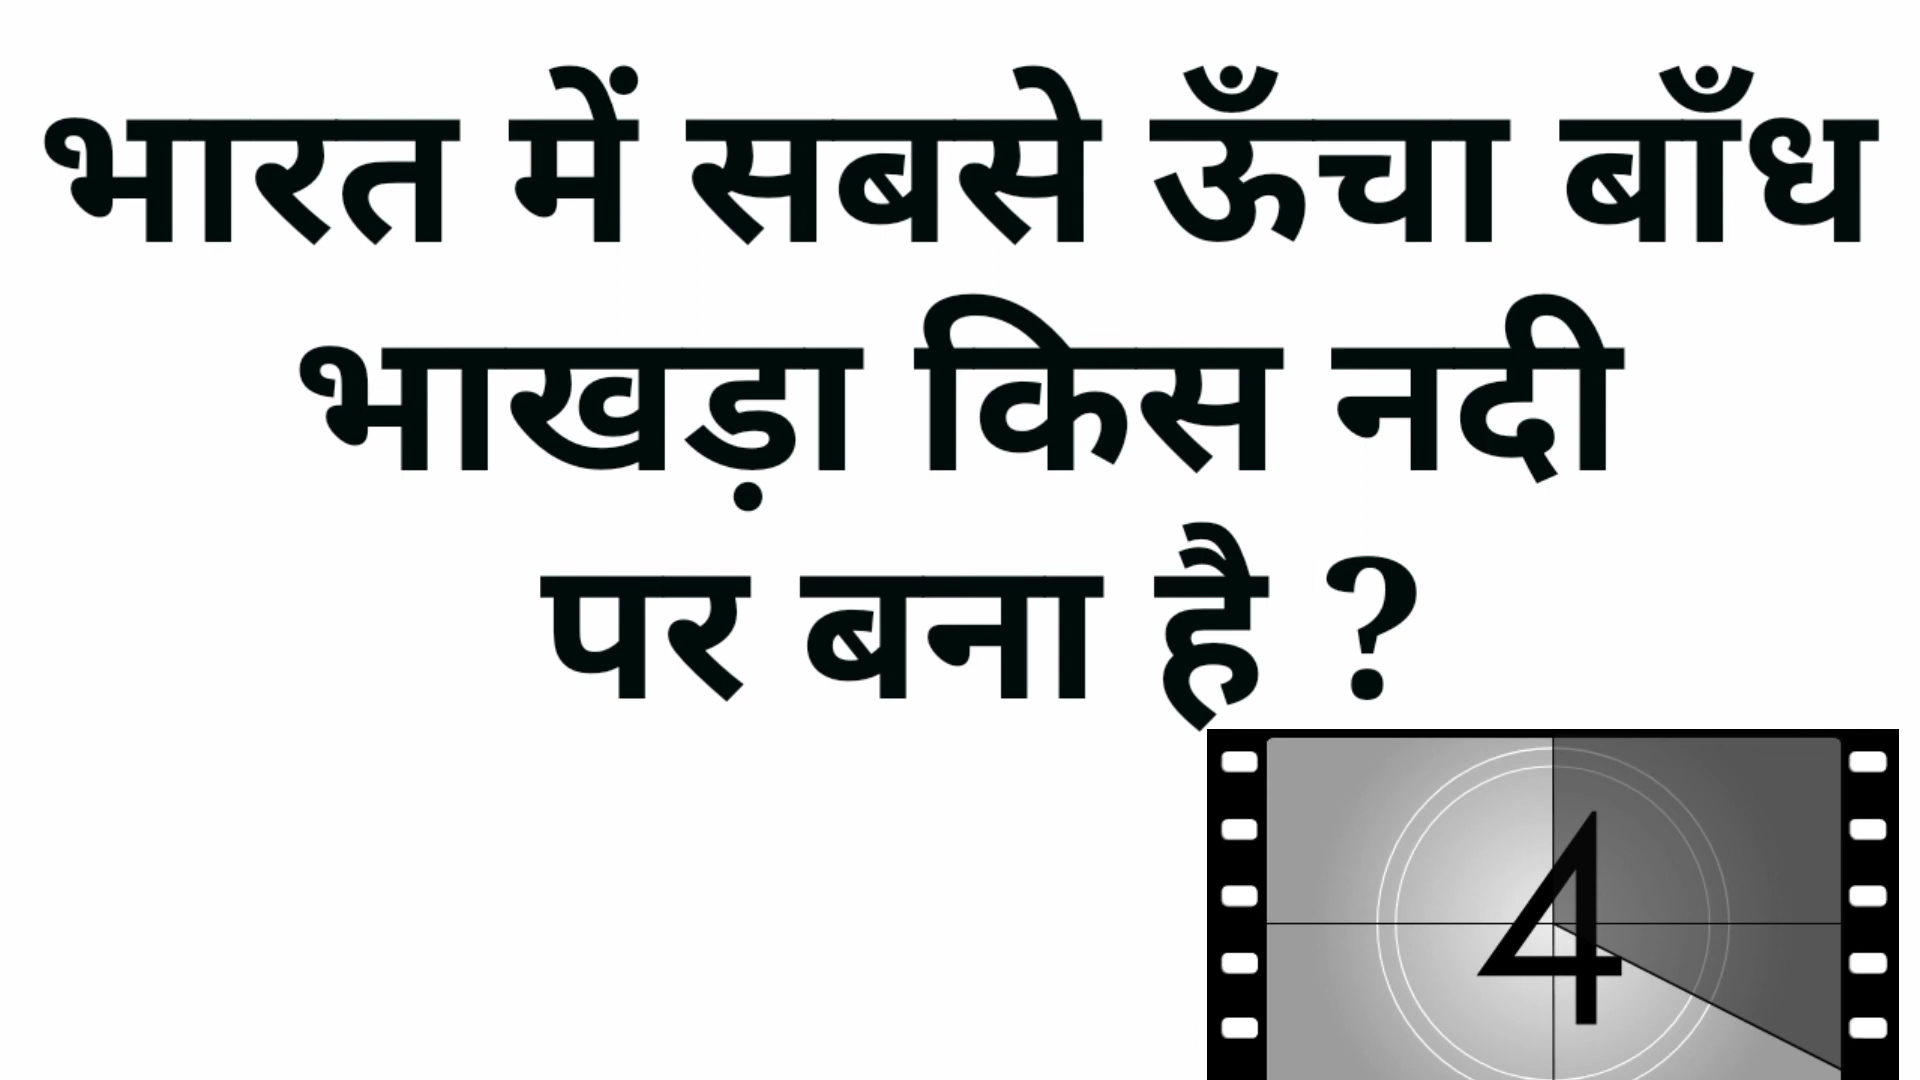 भारत में सबसे ऊँचा बाँध
भाखड़ा किस नदी
पर बना है ?
4